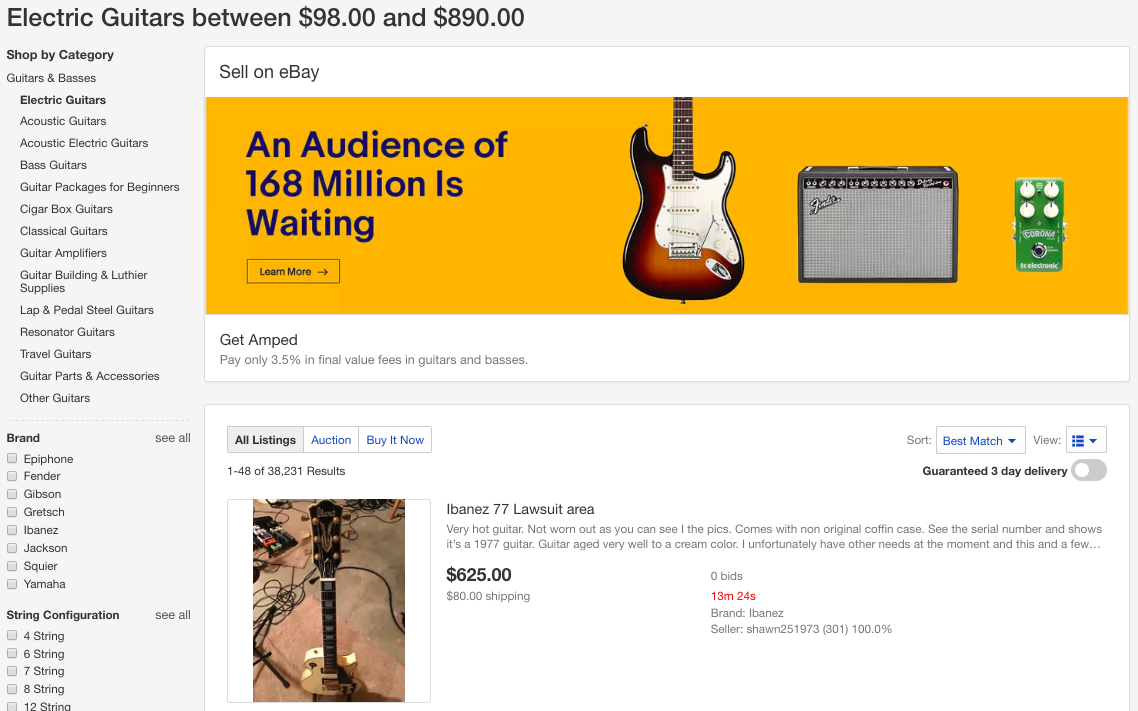 Electric Guitars between $98.00 and $890.00
Shop by Category
Guitars & Basses
Electric Guitars
Acoustic Guitars
Acoustic Electric Guitars
Bass Guitars
Guitar Packages for Beginners
Cigar Box Guitars
Classical Guitars
Guitar Amplifiers
Guitar Building & Luthier
Supplies
Lap & Pedal Steel Guitars
Resonator Guitars
Travel Guitars
Guitar Parts & Accessories
Other Guitars
Brand see all
Epiphone
Fender
Gibson
Gretsch
Ibanez
Jackson
Squier
Yamaha
String Configuration see all
4 String
6 String
7 String
8 String
12 String
Sell on eBay
An Audience of
168 Million Is
Waiting
Learn More →
Fender
CORONA
tc electronic
Get Amped
Pay only 3.5% in final value fees in guitars and basses.
All Listings Auction Buy It Now
Sort: Best Match View:
1-48 of 38,231 Results
Guaranteed 3 day delivery
Ibanez 77 Lawsuit area
Very hot guitar. Not worn out as you can see I the pics. Comes with non original coffin case. See the serial number and shows
it's a 1977 guitar. Guitar aged very well to a cream color. I unfortunately have other needs at the moment and this and a few…
$625.00
$80.00 shipping
0 bids
13m 24s
Brand: Ibanez
Seller: shawn251973 (301) 100.0%